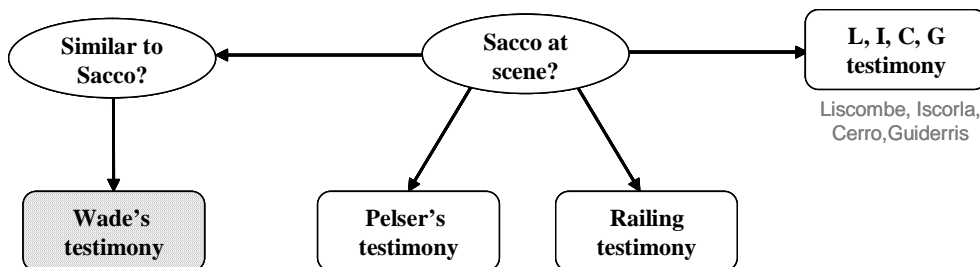 Similar to
Sacco?
Sacco at
scene?
L, I, C, G
testimony
Liscombe, Iscorla,
Cerro,Guiderris
Wade's
testimony
Pelser's
testimony
Railing
testimony